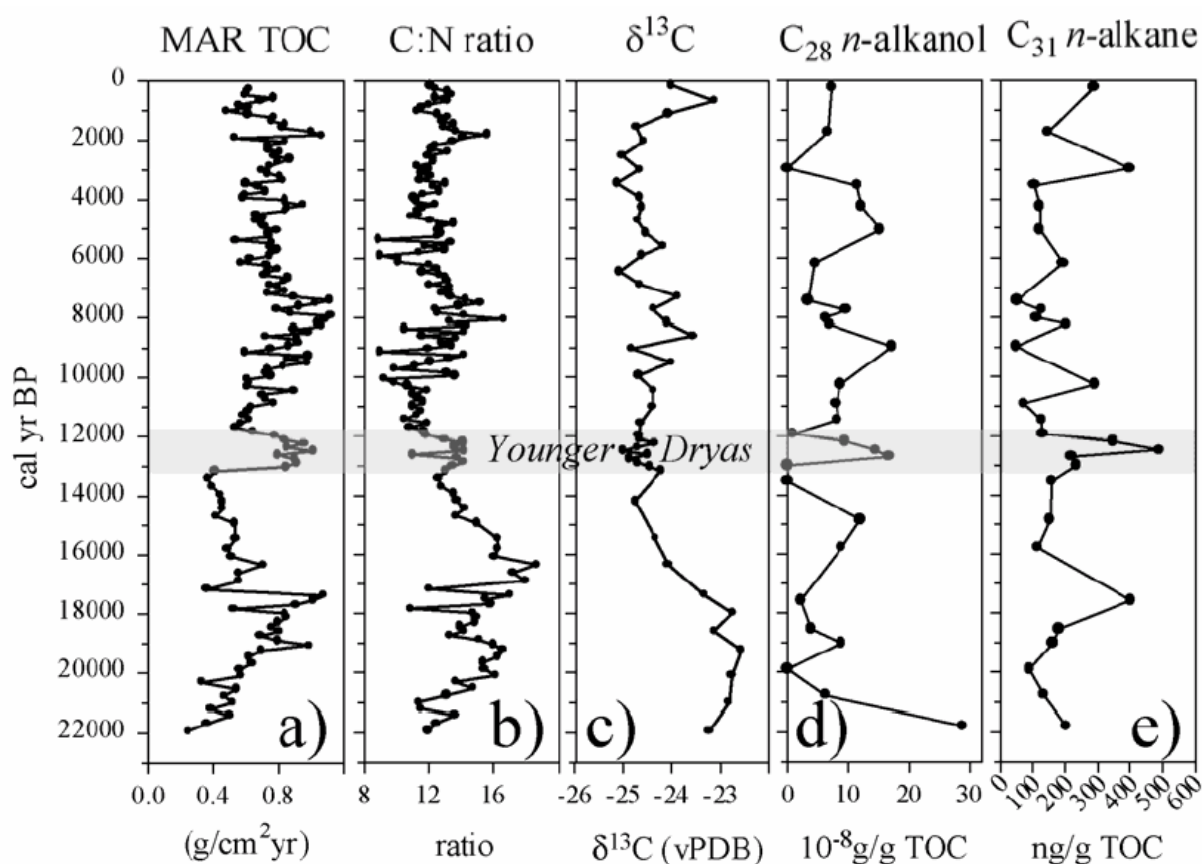 MAR TOC C:N ratio δ¹³C C₂₈ n-alkanol C₃₁ n-alkane
0
2000
4000
6000
8000
10000
12000
14000
16000
18000
20000
22000
cal yr BP
Younger Dryas
a) b) c) d) e)
0.0 0.4 0.8 8 12 16 -26 -25 -24 -23 0 10 20 30 0 100 200 300 400 500 600
(g/cm²yr) ratio δ¹³C (vPDB) 10⁻⁸g/g TOC ng/g TOC